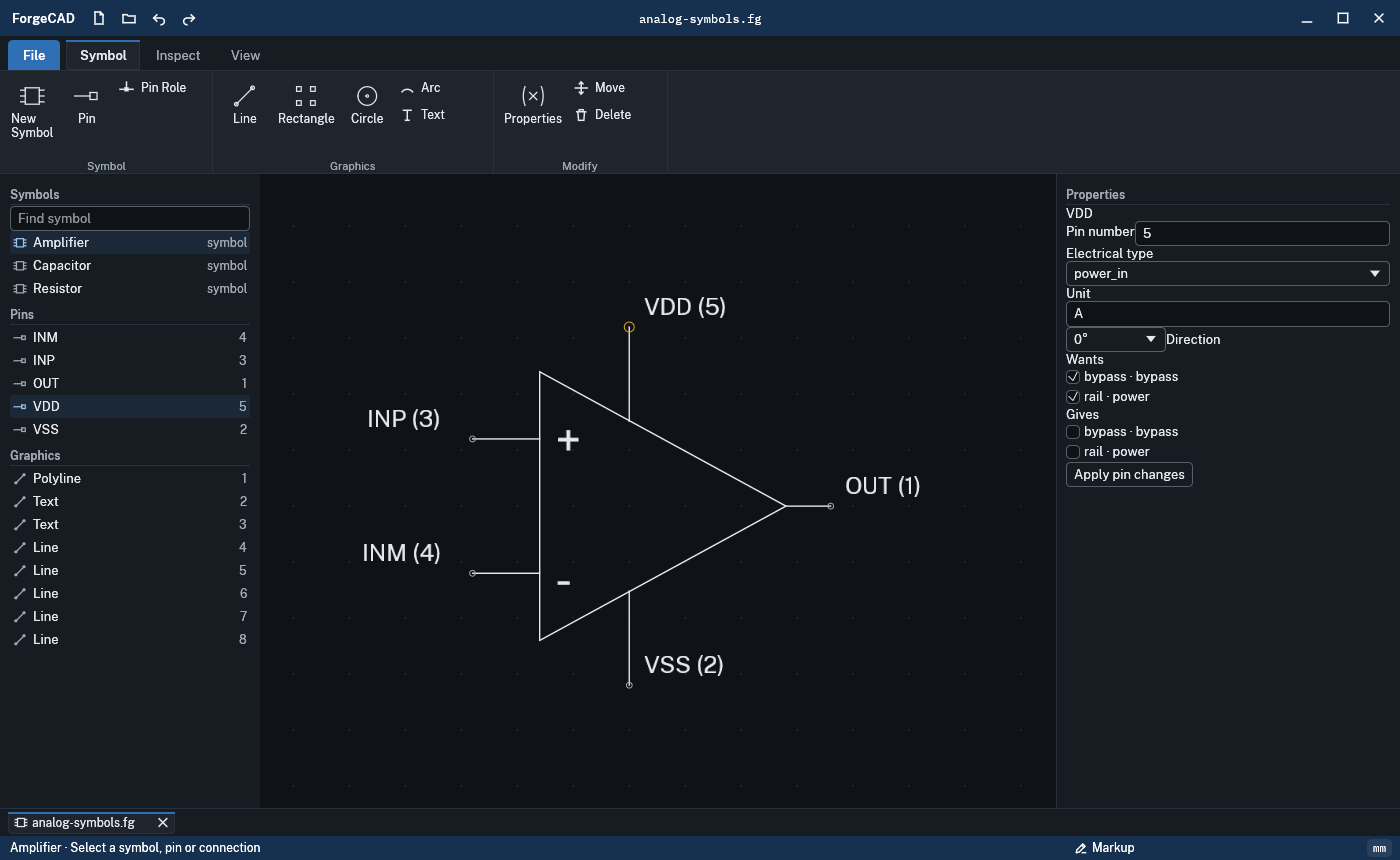 ForgeCAD
analog-symbols.fg
File Symbol Inspect View
New Symbol
Pin
Pin Role
Symbol
Line
Rectangle
Circle
Arc
Text
Graphics
Properties
Move
Delete
Modify
Symbols
Find symbol
Amplifier symbol
Capacitor symbol
Resistor symbol
Pins
INM 4
INP 3
OUT 1
VDD 5
VSS 2
Graphics
Polyline 1
Text 2
Text 3
Line 4
Line 5
Line 6
Line 7
Line 8
VDD (5)
INP (3)
+
OUT (1)
INM (4)
-
VSS (2)
Properties
VDD
Pin number 5
Electrical type
power_in
Unit
A
0° Direction
Wants
bypass · bypass
rail · power
Gives
bypass · bypass
rail · power
Apply pin changes
analog-symbols.fg
Amplifier · Select a symbol, pin or connection
Markup
mm